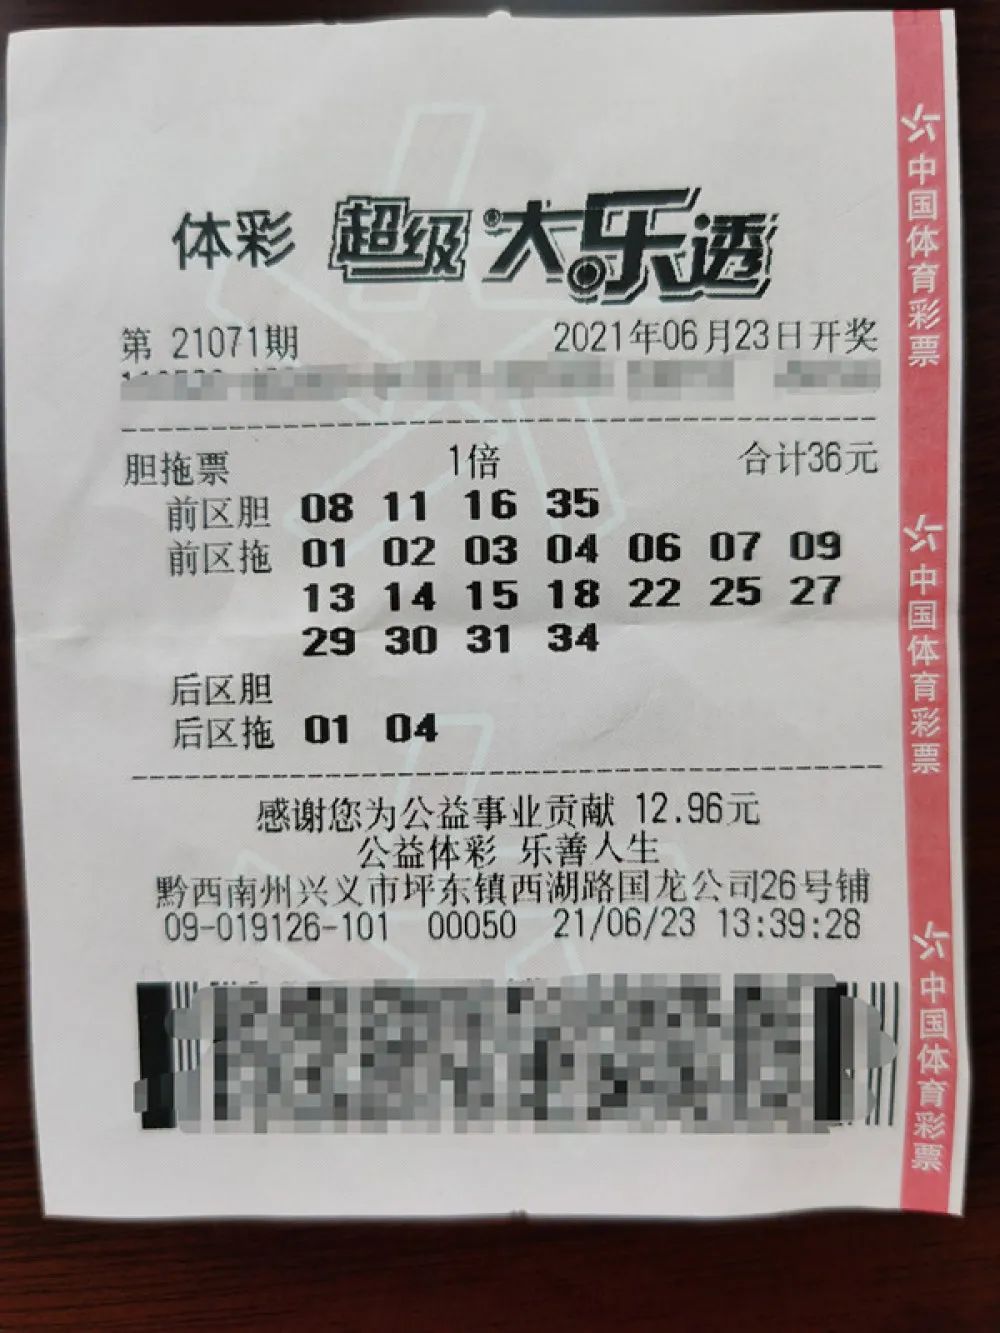 体彩 超级大乐透
第 21071期 2021年06月23日开奖
胆拖票 1倍 合计36元
前区胆 08 11 16 35
前区拖 01 02 03 04 06 07 09
13 14 15 18 22 25 27
29 30 31 34
后区胆
后区拖 01 04
感谢您为公益事业贡献 12.96元
公益体彩 乐善人生
黔西南州兴义市坪东镇西湖路国龙公司26号铺
09-019126-101 00050 21/06/23 13:39:28
中国体育彩票
中国体育彩票
中国体育彩票